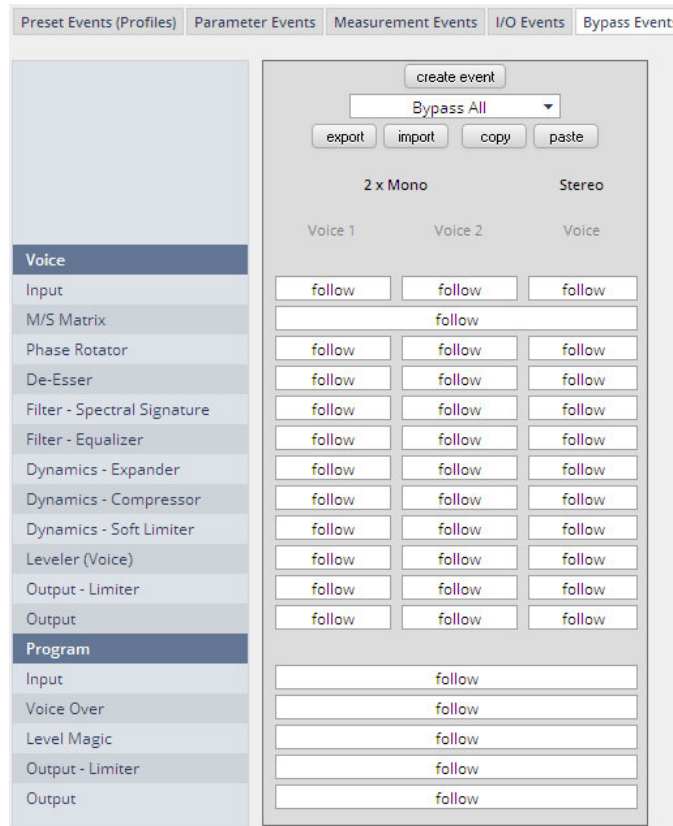 Preset Events (Profiles) Parameter Events Measurement Events I/O Events Bypass Events
create event
Bypass All
export import copy paste
2 x Mono Stereo
Voice 1 Voice 2 Voice
Voice
Input follow follow follow
M/S Matrix follow
Phase Rotator follow follow follow
De-Esser follow follow follow
Filter - Spectral Signature follow follow follow
Filter - Equalizer follow follow follow
Dynamics - Expander follow follow follow
Dynamics - Compressor follow follow follow
Dynamics - Soft Limiter follow follow follow
Leveler (Voice) follow follow follow
Output - Limiter follow follow follow
Output follow follow follow
Program
Input follow
Voice Over follow
Level Magic follow
Output - Limiter follow
Output follow